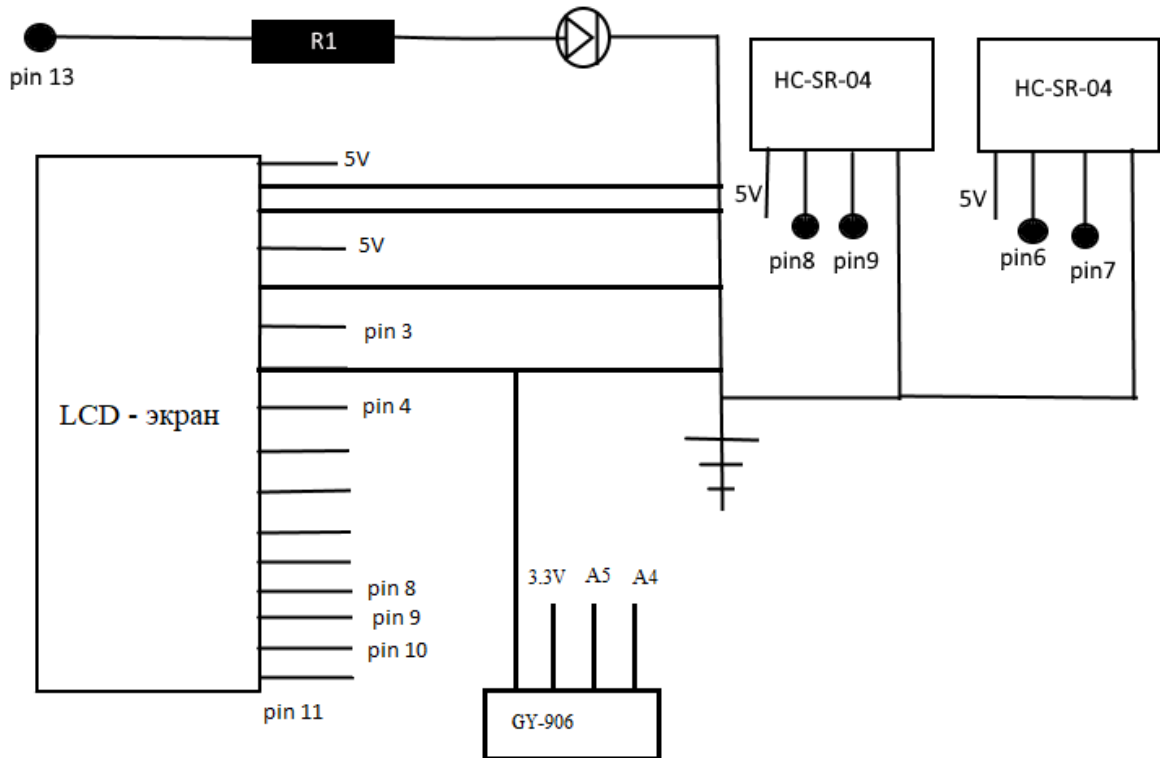 R1
pin 13
HC-SR-04
HC-SR-04
5V
5V
5V
5V
pin8
pin9
pin6
pin7
pin 3
LCD - экран
pin 4
3.3V
A5
A4
pin 8
pin 9
pin 10
pin 11
GY-906